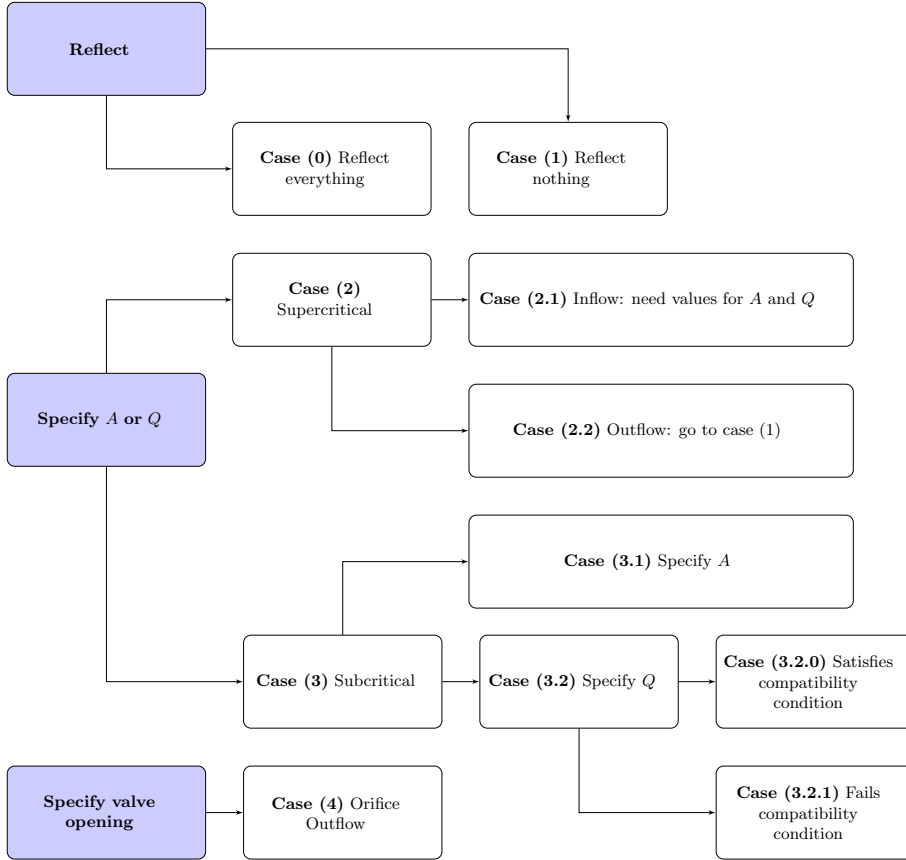 Reflect
Case (0) Reflect
everything
Case (1) Reflect
nothing
Case (2)
Supercritical
Case (2.1) Inflow: need values for A and Q
Specify A or Q
Case (2.2) Outflow: go to case (1)
Case (3.1) Specify A
Case (3) Subcritical
Case (3.2) Specify Q
Case (3.2.0) Satisfies
compatibility
condition
Specify valve
opening
Case (4) Orifice
Outflow
Case (3.2.1) Fails
compatibility
condition